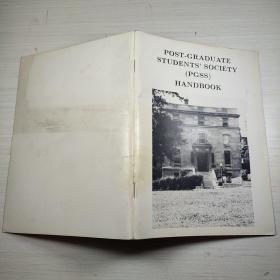 POST-GRADUATE
STUDENTS' SOCIETY
(PGSS)
HANDBOOK